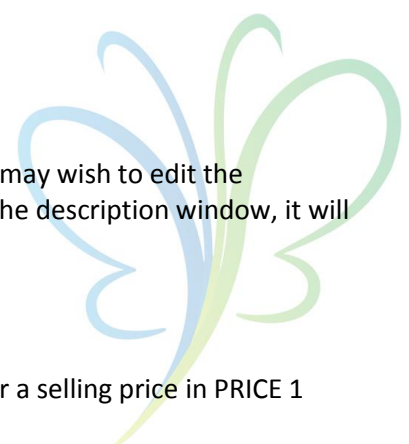 may wish to edit the
he description window, it will
r a selling price in PRICE 1